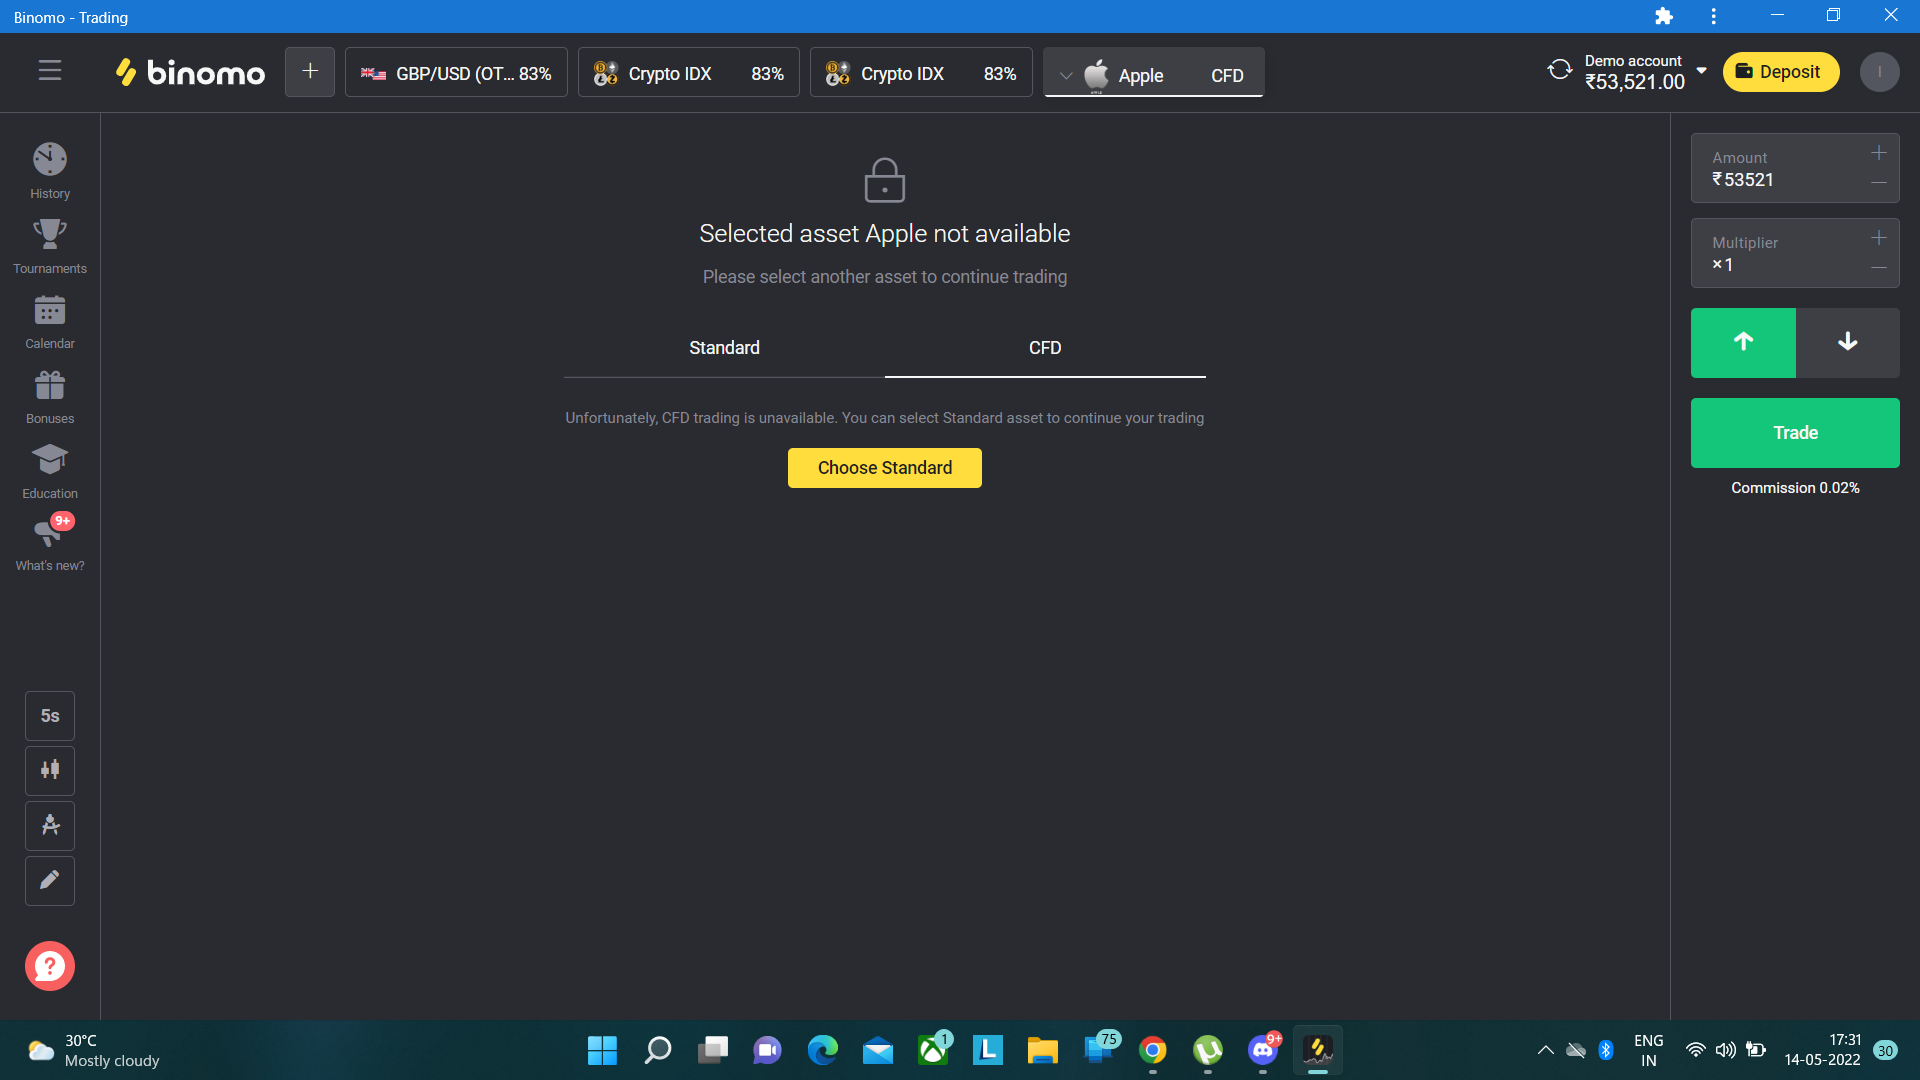 Binomo - Trading
binomo
+
GBP/USD (OT... 83%
Crypto IDX 83%
Crypto IDX 83%
Apple CFD
Demo account
₹53,521.00
Deposit
I
History
Tournaments
Calendar
Bonuses
Education
9+
What's new?
5s
?
Selected asset Apple not available
Please select another asset to continue trading
Standard CFD
Unfortunately, CFD trading is unavailable. You can select Standard asset to continue your trading
Choose Standard
Amount
₹53521
Multiplier
×1
Trade
Commission 0.02%
30°C
Mostly cloudy
1
L
75
9+
ENG
IN
17:31
14-05-2022
30